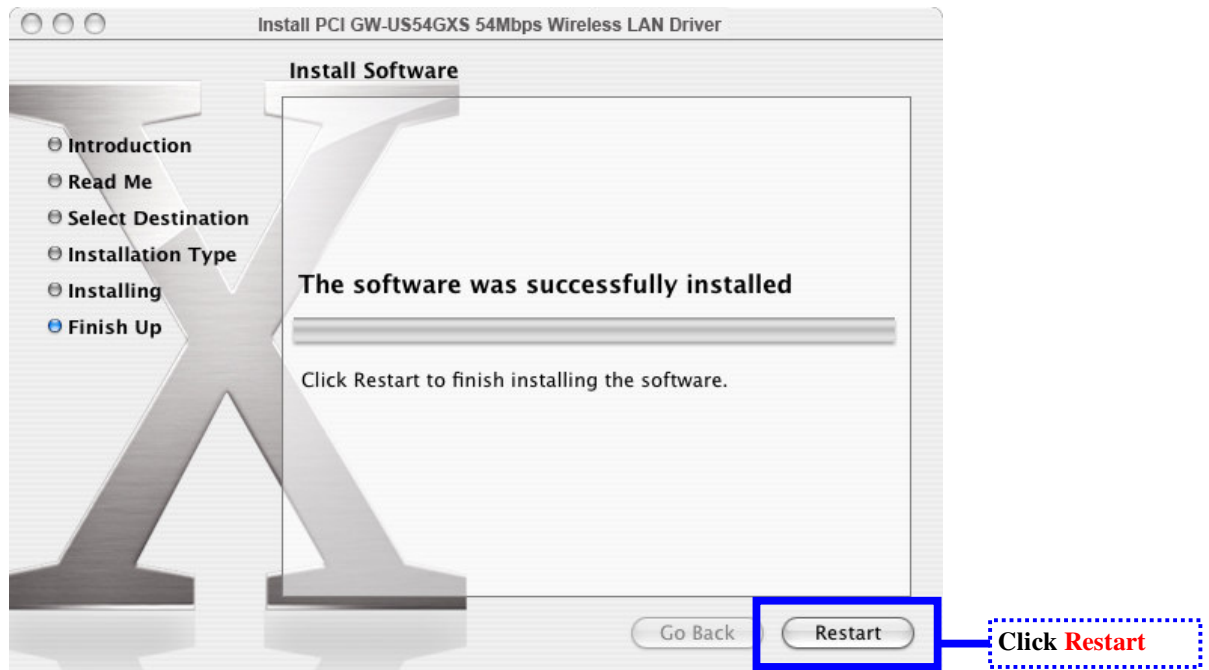 Install PCI GW-US54GXS 54Mbps Wireless LAN Driver
Install Software
Introduction
Read Me
Select Destination
Installation Type
Installing
Finish Up
The software was successfully installed
Click Restart to finish installing the software.
Go Back
Restart
Click Restart